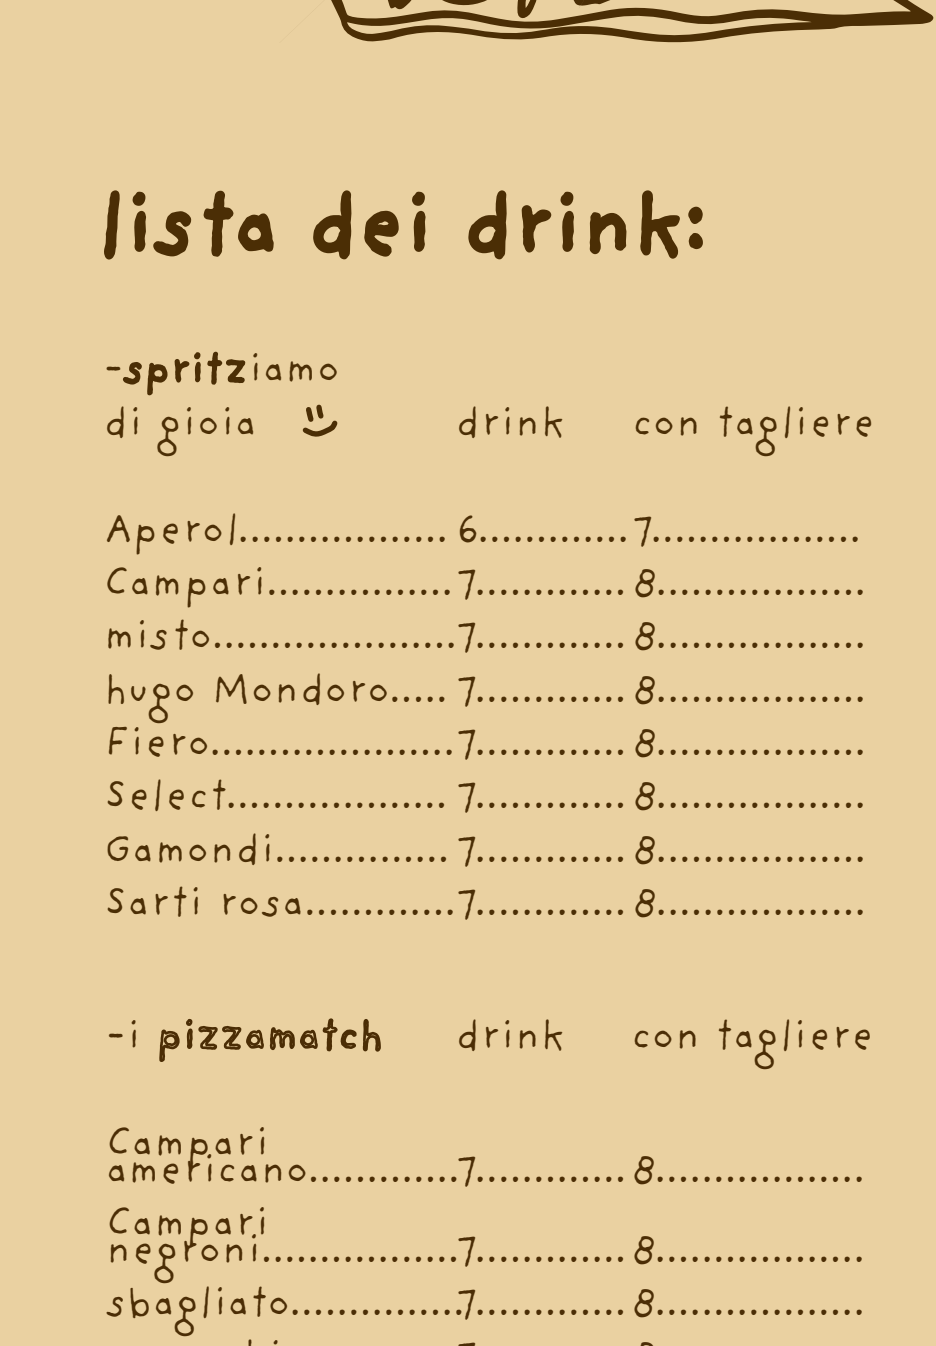 lista dei drink:
-spritziamo
di gioia drink con tagliere
Aperol................. 6.............7..................
Campari................ 7............. 8..................
misto.....................7............. 8..................
hugo Mondoro..... 7............. 8..................
Fiero.....................7............. 8..................
Select................... 7............. 8..................
Gamondi............... 7............. 8..................
Sarti rosa.............7............. 8..................
-i pizzamatch drink con tagliere
Campari
americano.............7............. 8..................
Campari
negroni.................7............. 8..................
sbagliato...............7............. 8..................